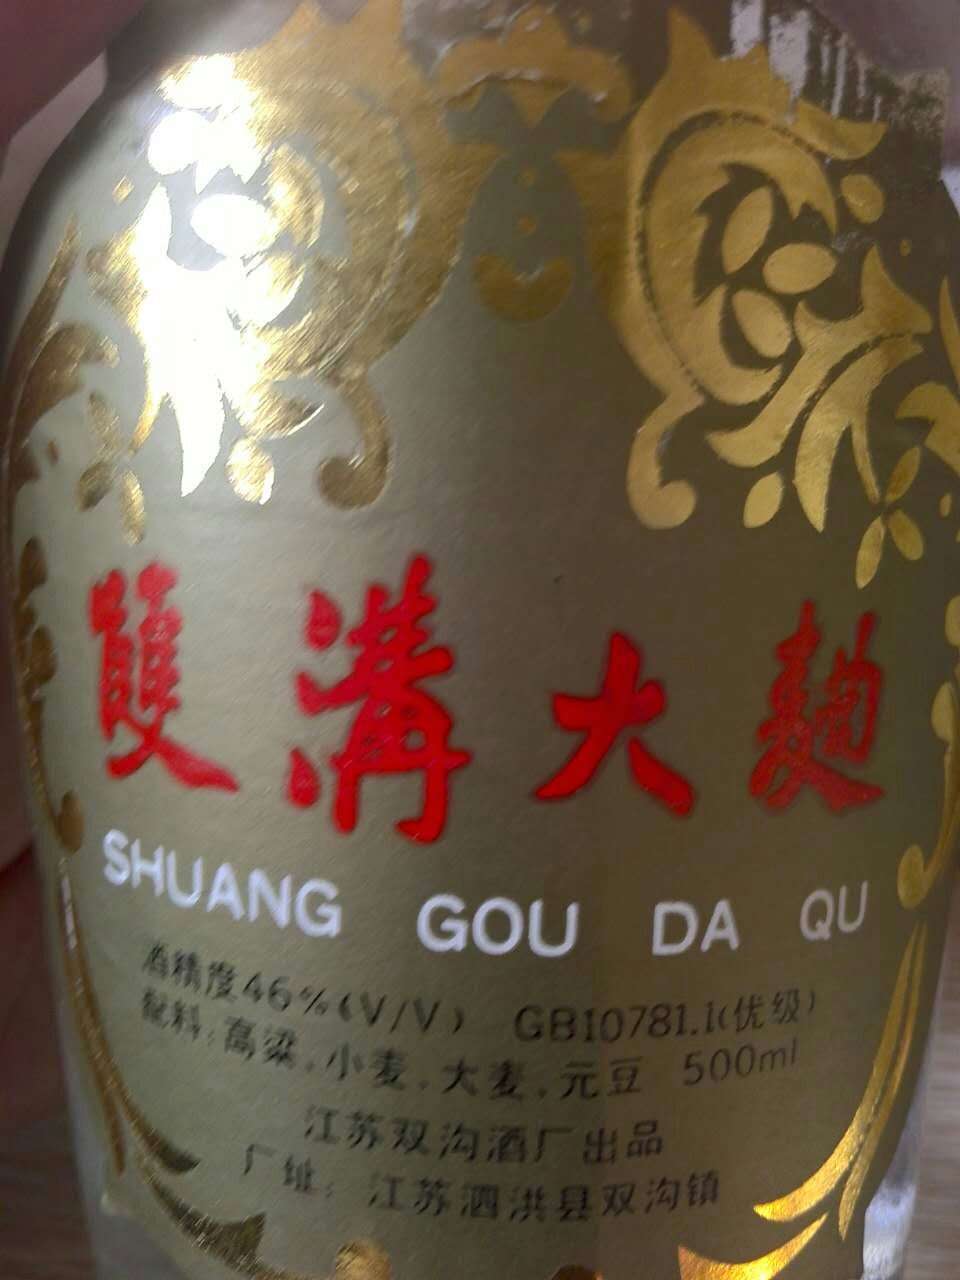 雙溝大麯
SHUANG GOU DA QU
酒精度46%(V/V) GB10781.1(优级)
配料:高粱、小麦、大麦、元豆 500ml
江苏双沟酒厂出品
厂址:江苏泗洪县双沟镇